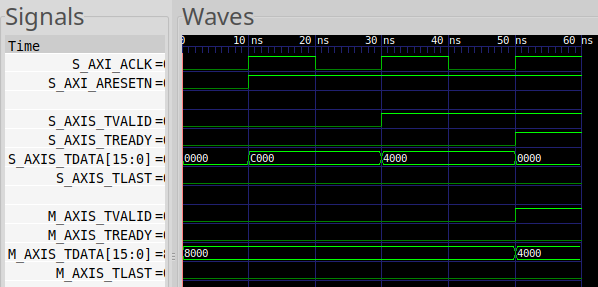 Signals
Waves
Time
0 10 ns 20 ns 30 ns 40 ns 50 ns 60 ns
S_AXI_ACLK =
S_AXI_ARESETN =
S_AXIS_TVALID =
S_AXIS_TREADY =
S_AXIS_TDATA[15:0] = 0000 C000 4000 0000
S_AXIS_TLAST =
M_AXIS_TVALID =
M_AXIS_TREADY =
M_AXIS_TDATA[15:0] = 8000 4000
M_AXIS_TLAST =